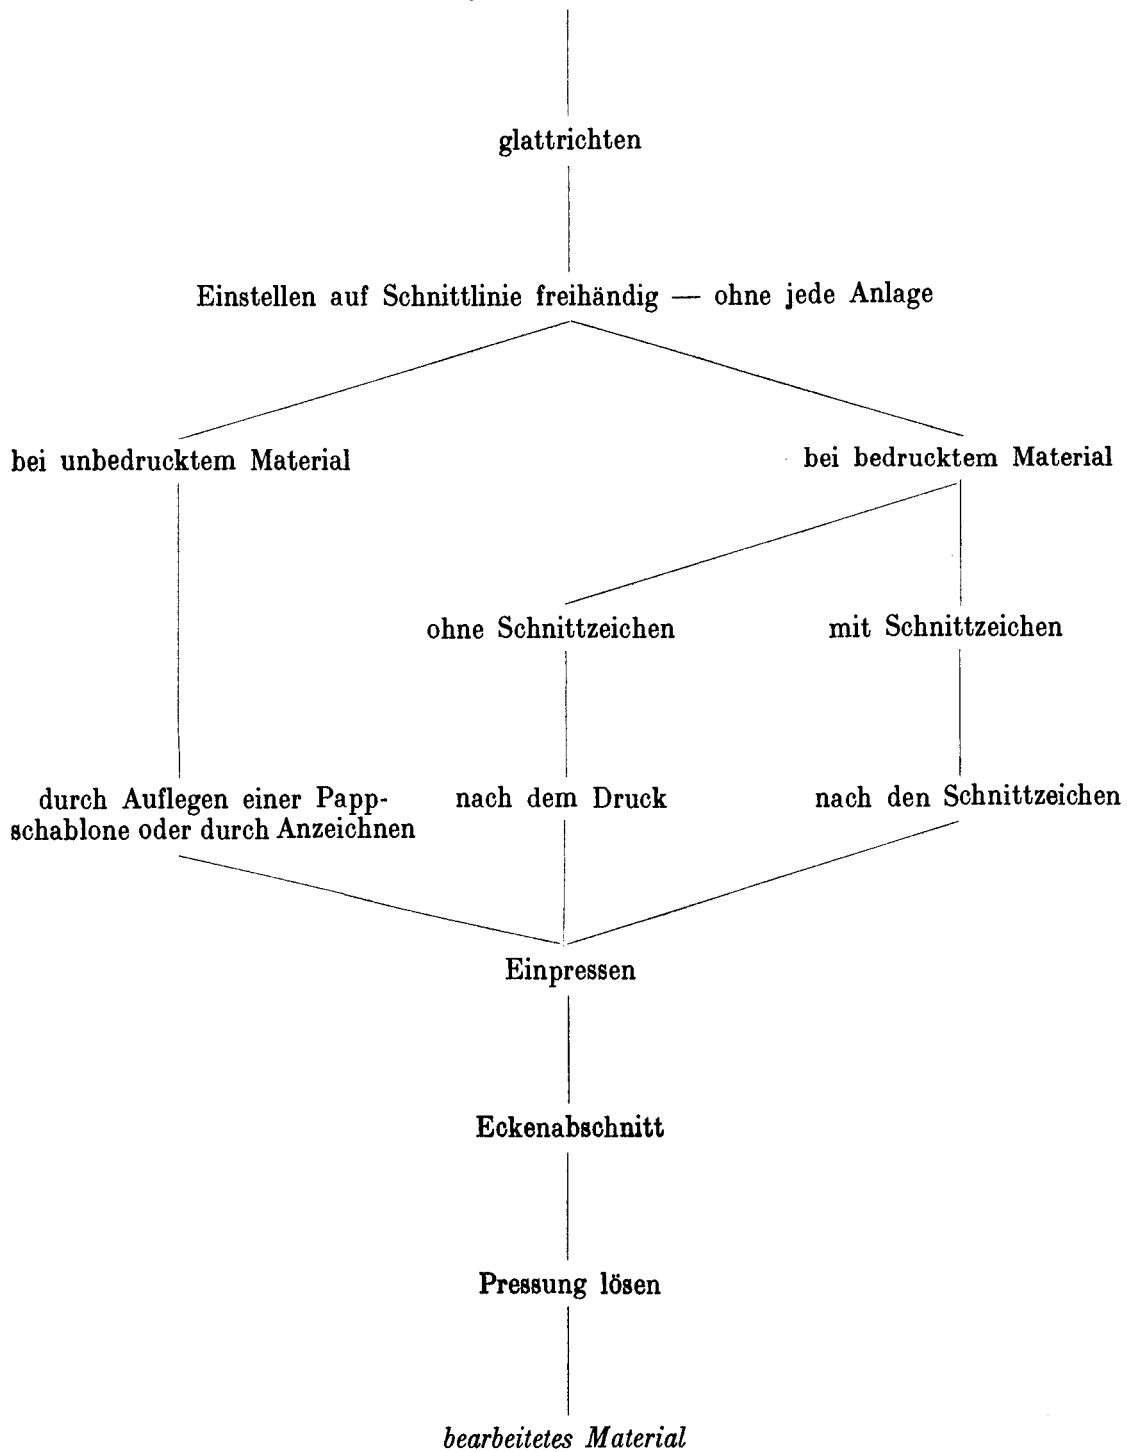 glattrichten
Einstellen auf Schnittlinie freihändig — ohne jede Anlage
bei unbedrucktem Material
bei bedrucktem Material
ohne Schnittzeichen
mit Schnittzeichen
durch Auflegen einer Papp-
schablone oder durch Anzeichnen
nach dem Druck
nach den Schnittzeichen
Einpressen
Eckenabschnitt
Pressung lösen
bearbeitetes Material